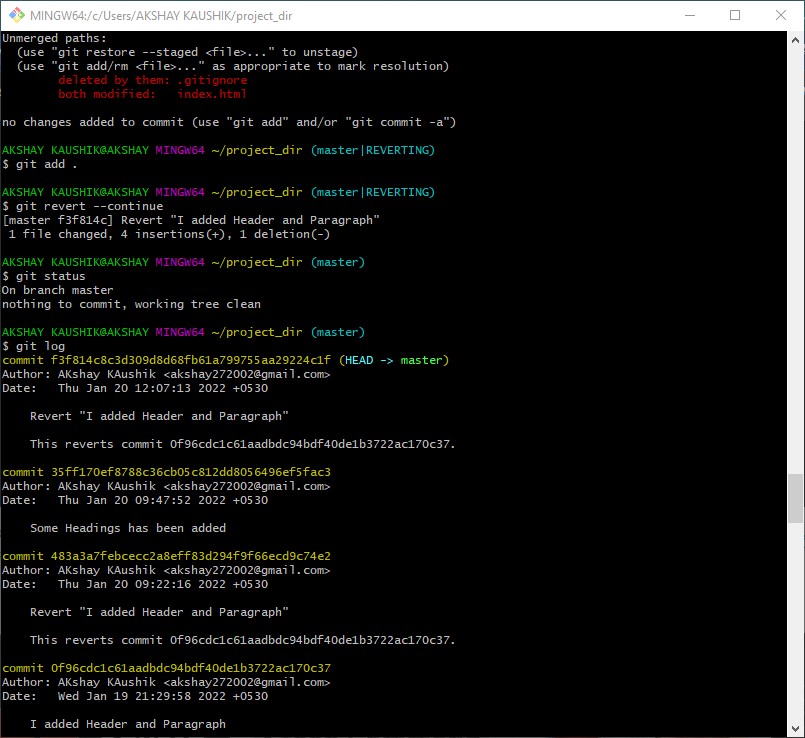 MINGW64:/c/Users/AKSHAY KAUSHIK/project_dir
Unmerged paths:
  (use "git restore --staged <file>..." to unstage)
  (use "git add/rm <file>..." as appropriate to mark resolution)
        deleted by them: .gitignore
        both modified:   index.html
no changes added to commit (use "git add" and/or "git commit -a")
AKSHAY KAUSHIK@AKSHAY MINGW64 ~/project_dir (master|REVERTING)
$ git add .
AKSHAY KAUSHIK@AKSHAY MINGW64 ~/project_dir (master|REVERTING)
$ git revert --continue
[master f3f814c] Revert "I added Header and Paragraph"
 1 file changed, 4 insertions(+), 1 deletion(-)
AKSHAY KAUSHIK@AKSHAY MINGW64 ~/project_dir (master)
$ git status
On branch master
nothing to commit, working tree clean
AKSHAY KAUSHIK@AKSHAY MINGW64 ~/project_dir (master)
$ git log
commit f3f814c8c3d309d8d68fb61a799755aa29224c1f (HEAD -> master)
Author: AKshay KAushik <akshay272002@gmail.com>
Date:   Thu Jan 20 12:07:13 2022 +0530
    Revert "I added Header and Paragraph"
    This reverts commit 0f96cdc1c61aadbdc94bdf40de1b3722ac170c37.
commit 35ff170ef8788c36cb05c812dd8056496ef5fac3
Author: AKshay KAushik <akshay272002@gmail.com>
Date:   Thu Jan 20 09:47:52 2022 +0530
    Some Headings has been added
commit 483a3a7febcecc2a8eff83d294f9f66ecd9c74e2
Author: AKshay KAushik <akshay272002@gmail.com>
Date:   Thu Jan 20 09:22:16 2022 +0530
    Revert "I added Header and Paragraph"
    This reverts commit 0f96cdc1c61aadbdc94bdf40de1b3722ac170c37.
commit 0f96cdc1c61aadbdc94bdf40de1b3722ac170c37
Author: AKshay KAushik <akshay272002@gmail.com>
Date:   Wed Jan 19 21:29:58 2022 +0530
    I added Header and Paragraph